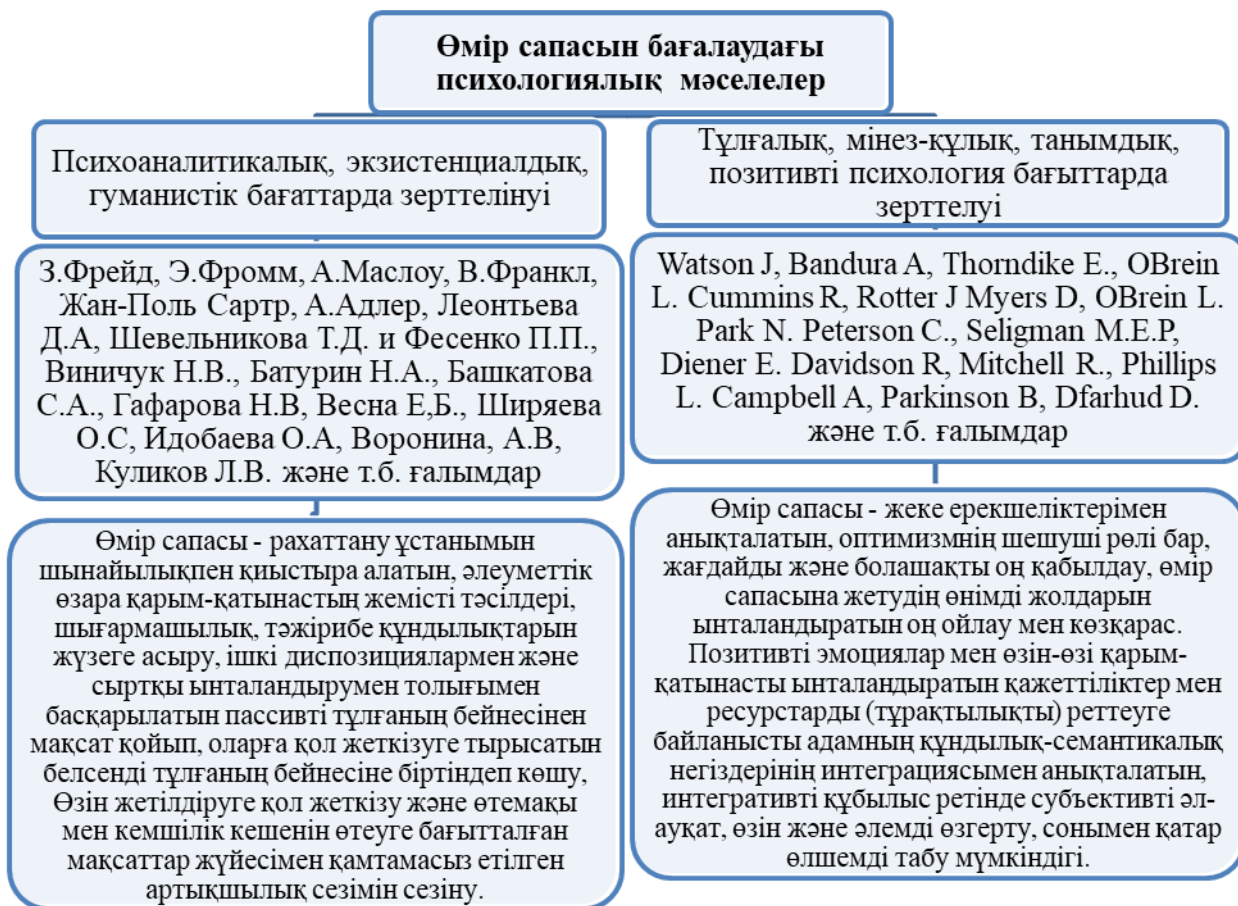 Өмір сапасын бағалаудағы
психологиялық мәселелер
Психоаналитикалық, экзистенциалдық,
гуманистік бағаттарда зерттелінуі
З.Фрейд, Э.Фромм, А.Маслоу, В.Франкл,
Жан-Поль Сартр, А.Адлер, Леонтьева
Д.А, Шевельникова Т.Д. и Фесенко П.П.,
Виничук Н.В., Батурин Н.А., Башкатова
С.А., Гафарова Н.В, Весна Е,Б., Ширяева
О.С, Идобаева О.А, Воронина, А.В,
Куликов Л.В. және т.б. ғалымдар
Өмір сапасы - рахаттану ұстанымын
шынайылықпен қиыстыра алатын, әлеуметтік
өзара қарым-қатынастың жемісті тәсілдері,
шығармашылық, тәжірибе құндылықтарын
жүзеге асыру, ішкі диспозициялармен және
сыртқы ынталандырумен толығымен
басқарылатын пассивті тұлғаның бейнесінен
мақсат қойып, оларға қол жеткізуге тырысатын
белсенді тұлғаның бейнесіне біртіндеп көшу,
Өзін жетілдіруге қол жеткізу және өтемақы
мен кемшілік кешенін өтеуге бағытталған
мақсаттар жүйесімен қамтамасыз етілген
артықшылық сезімін сезіну.
Тұлғалық, мінез-құлық, танымдық,
позитивті психология бағыттарда
зерттелуі
Watson J, Bandura A, Thorndike E., OBrein
L. Cummins R, Rotter J Myers D, OBrein L.
Park N. Peterson C., Seligman M.E.P,
Diener E. Davidson R, Mitchell R., Phillips
L. Campbell A, Parkinson B, Dfarhud D.
және т.б. ғалымдар
Өмір сапасы - жеке ерекшеліктерімен
анықталатын, оптимизмнің шешуші рөлі бар,
жағдайды және болашақты оң қабылдау, өмір
сапасына жетудің өнімді жолдарын
ынталандыратын оң ойлау мен көзқарас.
Позитивті эмоциялар мен өзін-өзі қарым-
қатынасты ынталандыратын қажеттіліктер мен
ресурстарды (тұрақтылықты) реттеуге
байланысты адамның құндылық-семантикалық
негіздерінің интеграциясымен анықталатын,
интегративті құбылыс ретінде субъективті әл-
ауқат, өзін және әлемді өзгерту, сонымен қатар
өлшемді табу мүмкіндігі.